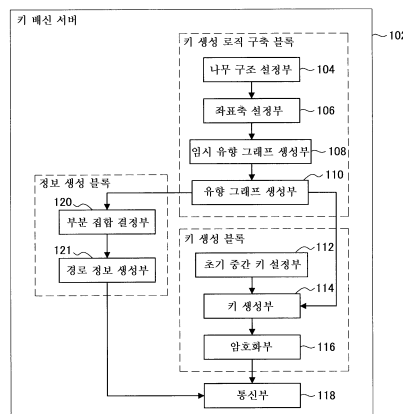 키 배신 서버
102
키 생성 로직 구축 블록
나무 구조 설정부
104
좌표축 설정부
106
임시 유향 그래프 생성부
108
110
유향 그래프 생성부
정보 생성 블록
120
부분 집합 결정부
121
경로 정보 생성부
키 생성 블록
112
초기 중간 키 설정부
114
키 생성부
암호화부
116
통신부
118